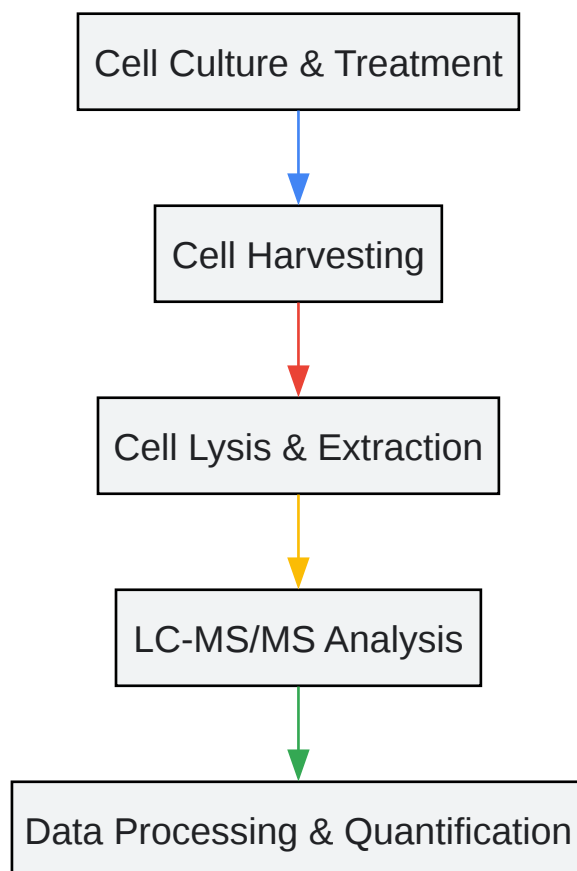 Cell Culture & Treatment
Cell Harvesting
Cell Lysis & Extraction
LC-MS/MS Analysis
Data Processing & Quantification